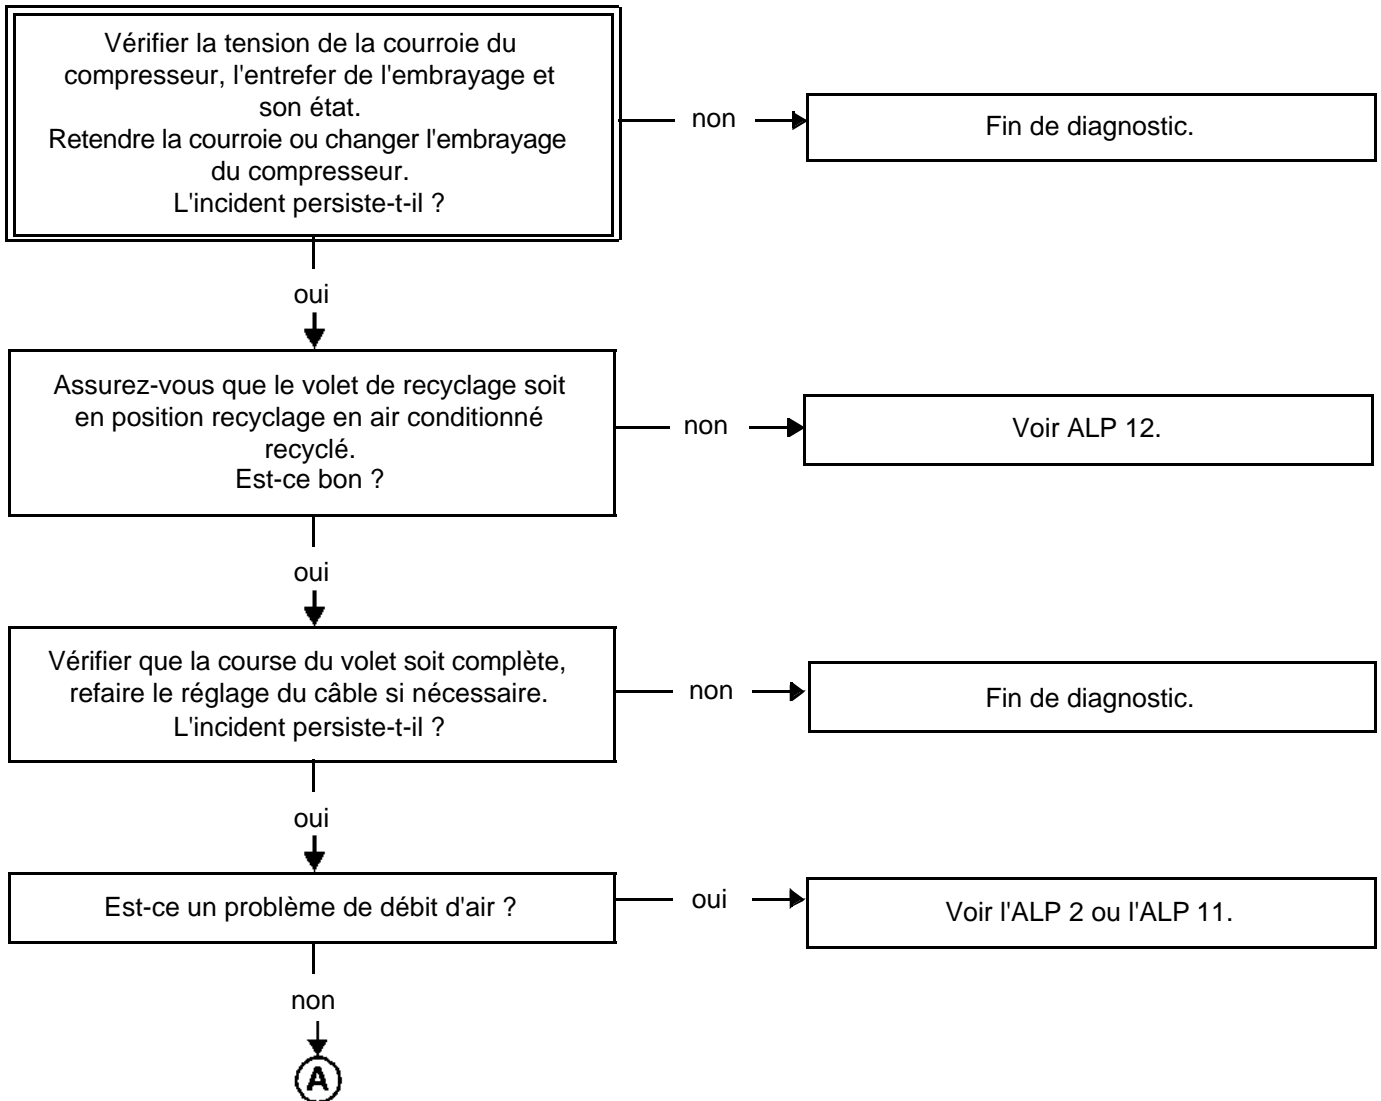 Vérifier la tension de la courroie du
compresseur, l'entrefer de l'embrayage et
son état.
Retendre la courroie ou changer l'embrayage
du compresseur.
L'incident persiste-t-il ?
non
Fin de diagnostic.
oui
Assurez-vous que le volet de recyclage soit
en position recyclage en air conditionné
recyclé.
Est-ce bon ?
non
Voir ALP 12.
oui
Vérifier que la course du volet soit complète,
refaire le réglage du câble si nécessaire.
L'incident persiste-t-il ?
non
Fin de diagnostic.
oui
Est-ce un problème de débit d'air ?
oui
Voir l'ALP 2 ou l'ALP 11.
non
A